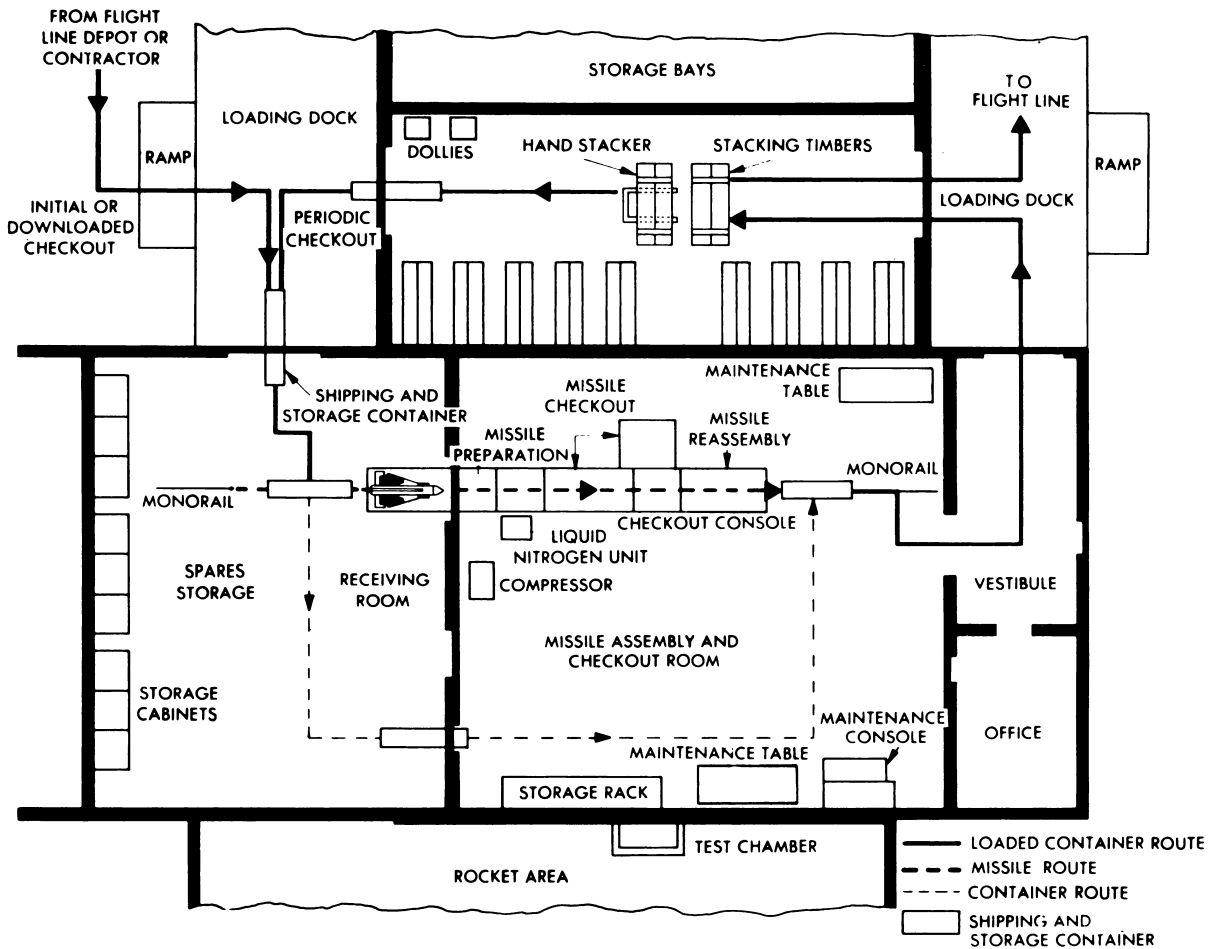 FROM FLIGHT
LINE DEPOT OR
CONTRACTOR
STORAGE BAYS
TO
FLIGHT LINE
LOADING DOCK
DOLLIES
HAND STACKER
STACKING TIMBERS
RAMP
RAMP
INITIAL OR
DOWNLOADED
CHECKOUT
PERIODIC
CHECKOUT
LOADING DOCK
SHIPPING AND
STORAGE CONTAINER
MISSILE
CHECKOUT
MAINTENANCE
TABLE
MISSILE
PREPARATION
MISSILE
REASSEMBLY
MONORAIL
MONORAIL
CHECKOUT CONSOLE
LIQUID
NITROGEN UNIT
COMPRESSOR
SPARES
STORAGE
RECEIVING
ROOM
VESTIBULE
MISSILE ASSEMBLY AND
CHECKOUT ROOM
STORAGE
CABINETS
MAINTENANCE
CONSOLE
OFFICE
MAINTENANCE TABLE
STORAGE RACK
TEST CHAMBER
ROCKET AREA
LOADED CONTAINER ROUTE
MISSILE ROUTE
CONTAINER ROUTE
SHIPPING AND
STORAGE CONTAINER